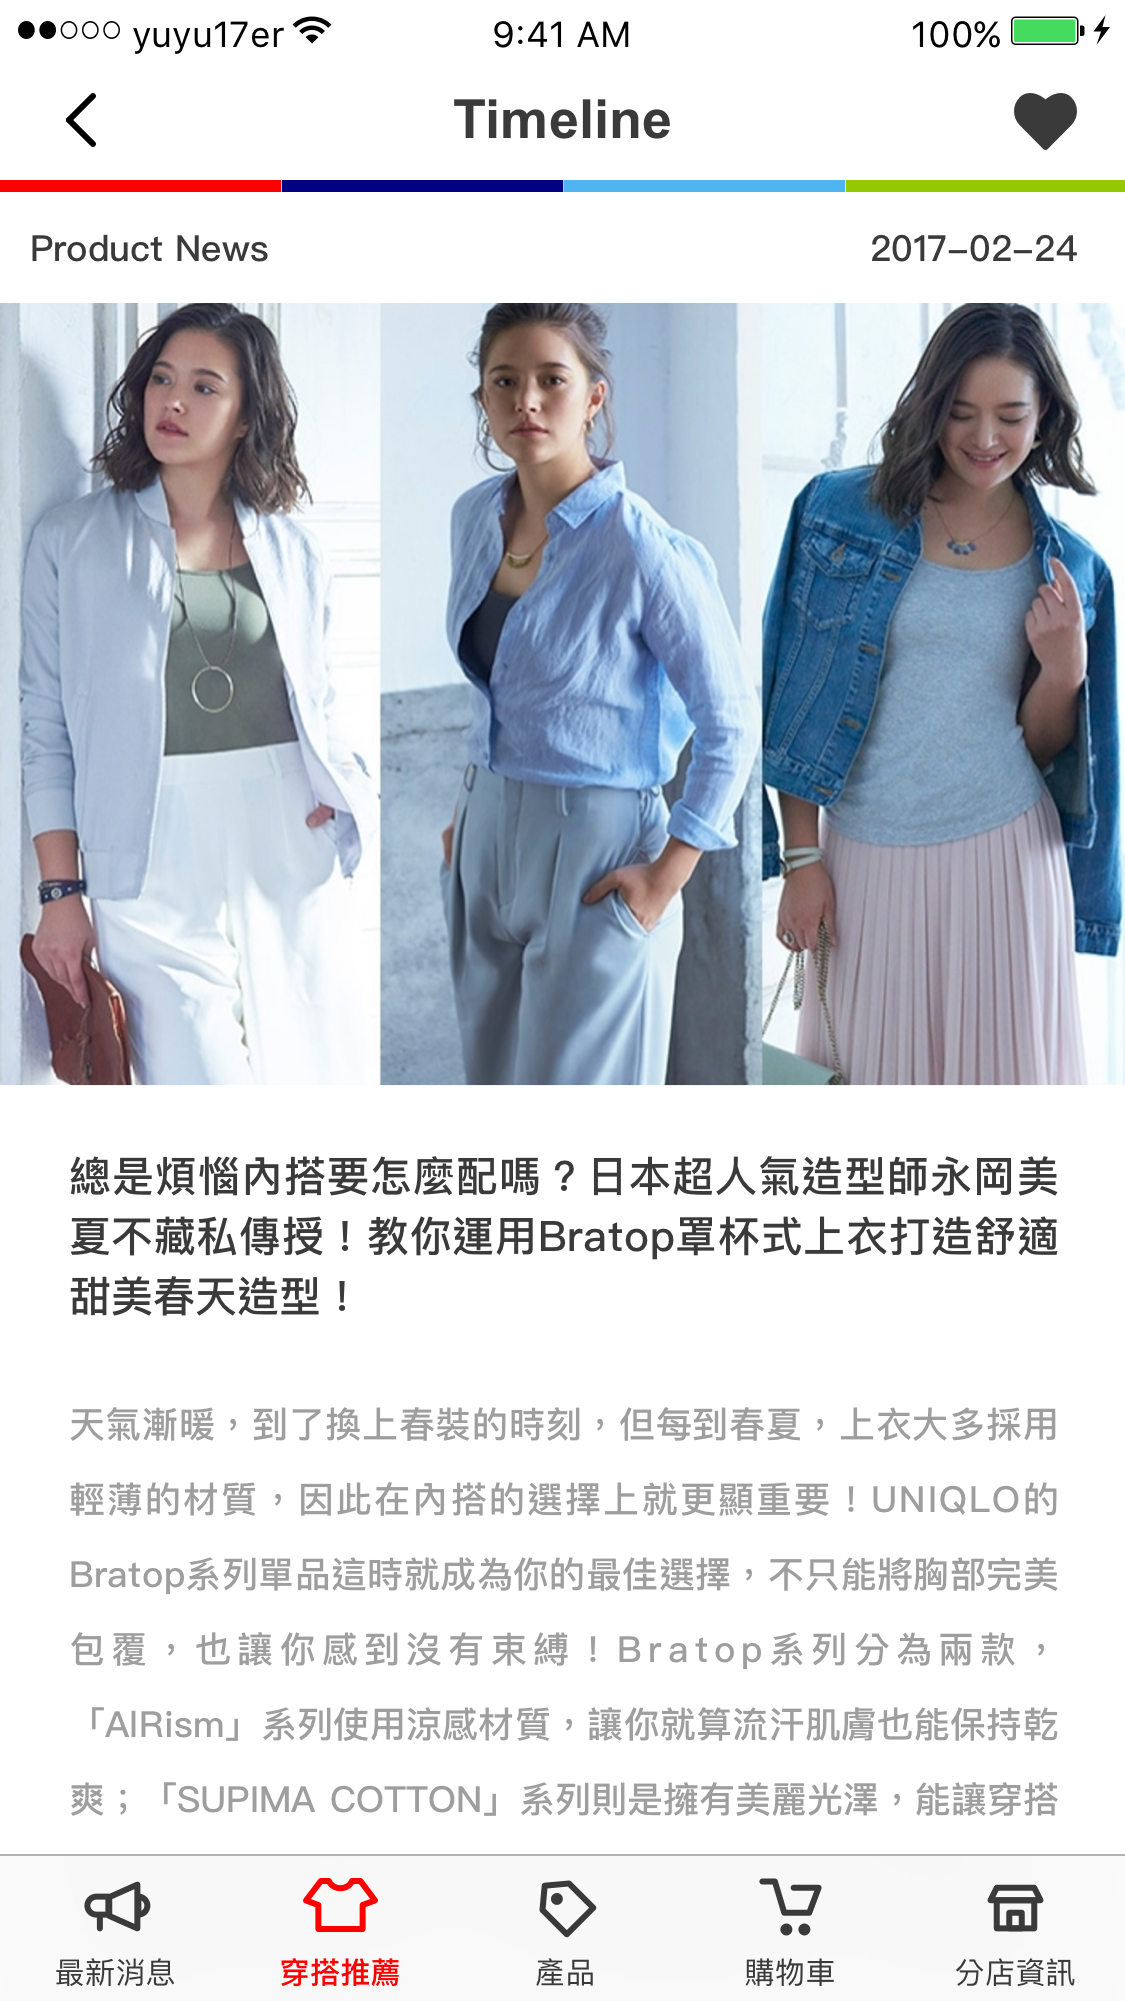 yuyu17er 9:41 AM 100%
Timeline
Product News 2017-02-24
總是煩惱內搭要怎麼配嗎？日本超人氣造型師永岡美
夏不藏私傳授！教你運用Bratop罩杯式上衣打造舒適
甜美春天造型！
天氣漸暖，到了換上春裝的時刻，但每到春夏，上衣大多採用
輕薄的材質，因此在內搭的選擇上就更顯重要！UNIQLO的
Bratop系列單品這時就成為你的最佳選擇，不只能將胸部完美
包覆，也讓你感到沒有束縛！Bratop系列分為兩款，
「AIRism」系列使用涼感材質，讓你就算流汗肌膚也能保持乾
爽；「SUPIMA COTTON」系列則是擁有美麗光澤，能讓穿搭
最新消息 穿搭推薦 產品 購物車 分店資訊